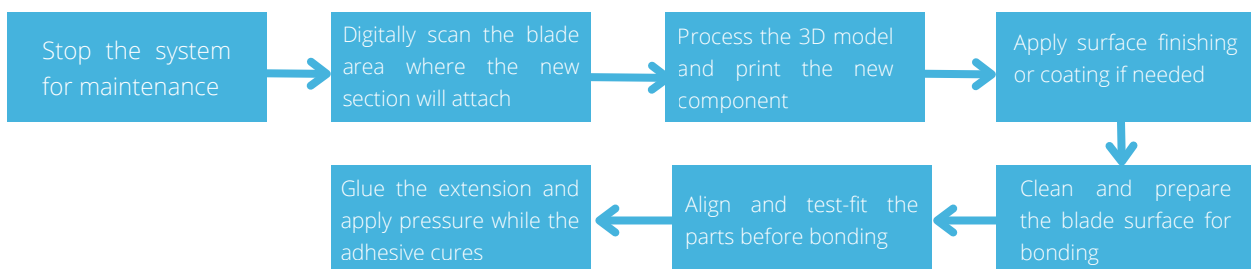 Stop the system
for maintenance
Digitally scan the blade
area where the new
section will attach
Process the 3D model
and print the new
component
Apply surface finishing
or coating if needed
Clean and prepare
the blade surface for
bonding
Align and test-fit the
parts before bonding
Glue the extension and
apply pressure while the
adhesive cures